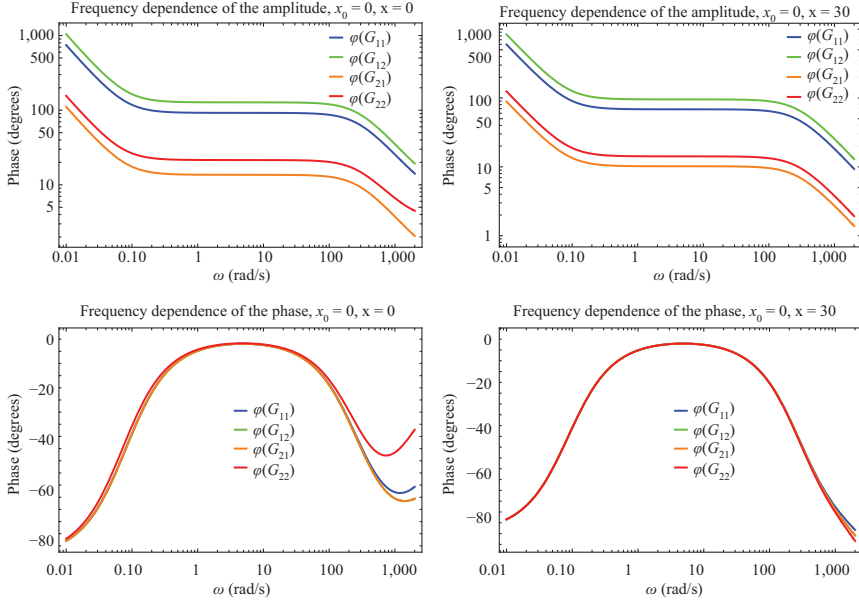 Frequency dependence of the amplitude, x₀ = 0, x = 0
Phase (degrees)
1,000
500
100
50
10
5
φ(G₁₁)
φ(G₁₂)
φ(G₂₁)
φ(G₂₂)
0.01
0.10
1
10
100
1,000
ω (rad/s)
Frequency dependence of the amplitude, x₀ = 0, x = 30
Phase (degrees)
1,000
500
100
50
10
5
1
φ(G₁₁)
φ(G₁₂)
φ(G₂₁)
φ(G₂₂)
0.01
0.10
1
10
100
1,000
ω (rad/s)
Frequency dependence of the phase, x₀ = 0, x = 0
Phase (degrees)
0
−20
−40
−60
−80
φ(G₁₁)
φ(G₁₂)
φ(G₂₁)
φ(G₂₂)
0.01
0.10
1
10
100
1,000
ω (rad/s)
Frequency dependence of the phase, x₀ = 0, x = 30
Phase (degrees)
0
−20
−40
−60
−80
φ(G₁₁)
φ(G₁₂)
φ(G₂₁)
φ(G₂₂)
0.01
0.10
1
10
100
1,000
ω (rad/s)